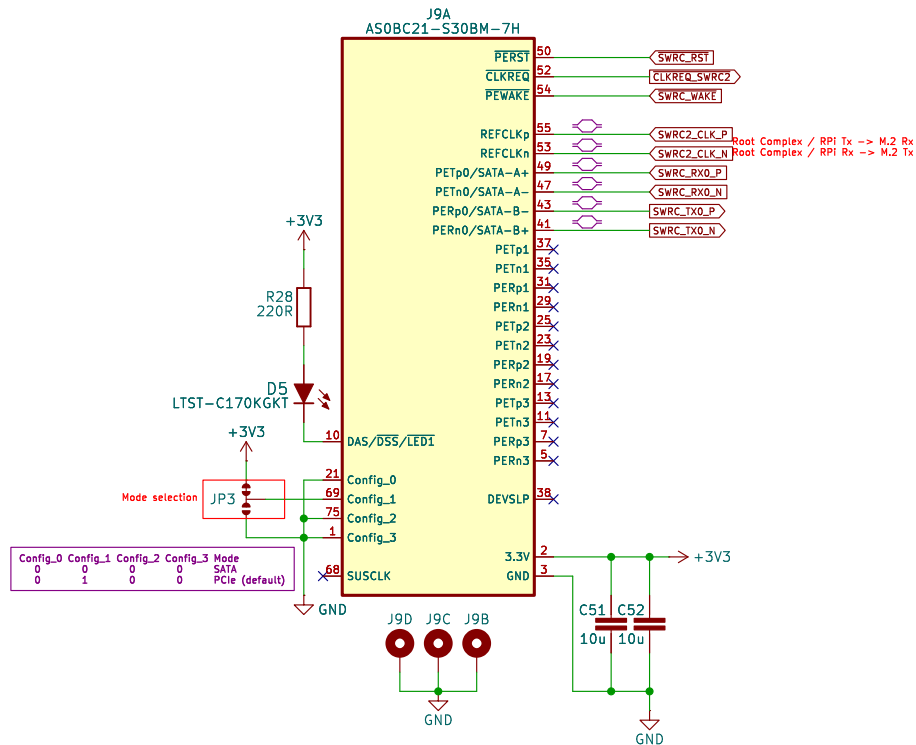 J9A
AS0BC21-S30BM-7H
PERST 50 SWRC_RST
CLKREQ 52 CLKREQ_SWRC2
PEWAKE 54 SWRC_WAKE
REFCLKp 55 SWRC2_CLK_P
Root Complex / RPi Tx -> M.2 Rx
REFCLKn 53 SWRC2_CLK_N
Root Complex / RPi Rx -> M.2 Tx
PETp0/SATA-A+ 49 SWRC_RX0_P
PETn0/SATA-A- 47 SWRC_RX0_N
PERp0/SATA-B- 43 SWRC_TX0_P
PERn0/SATA-B+ 41 SWRC_TX0_N
PETp1 37
PETn1 35
PERp1 31
PERn1 29
PETp2 25
PETn2 23
PERp2 19
PERn2 17
PETp3 13
PETn3 11
PERp3 7
PERn3 5
DEVSLP 38
3.3V 2 +3V3
GND 3
+3V3
R28
220R
D5
LTST-C170KGKT
10 DAS/DSS/LED1
+3V3
21 Config_0
Mode selection JP3 69 Config_1
75 Config_2
1 Config_3
68 SUSCLK
Config_0 Config_1 Config_2 Config_3 Mode
0 0 0 0 SATA
0 1 0 0 PCIe (default)
GND
C51 C52
10u 10u
J9D J9C J9B
GND
GND